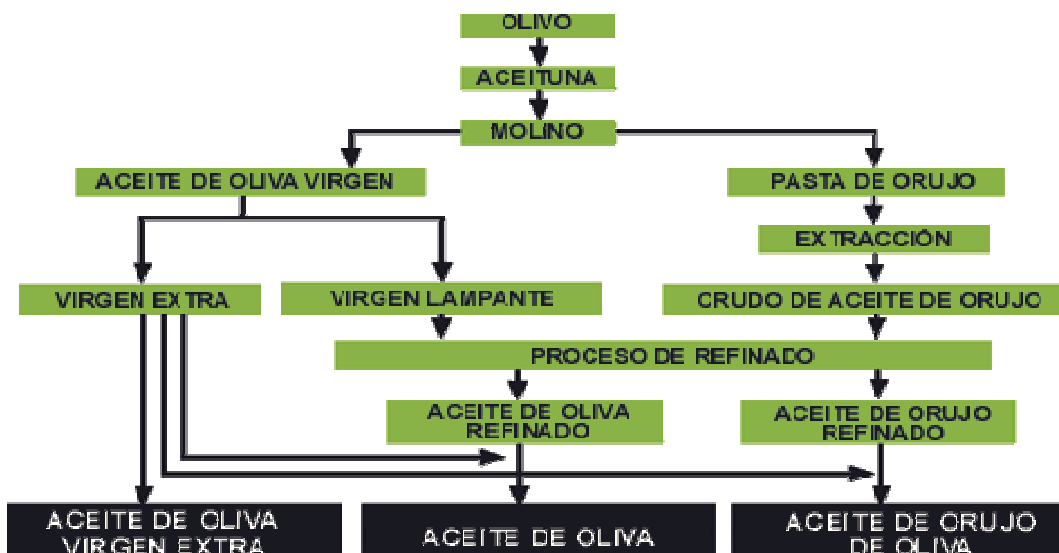 OLIVO
ACEITUNA
MOLINO
ACEITE DE OLIVA VIRGEN
PASTA DE ORUJO
EXTRACCIÓN
VIRGEN EXTRA
VIRGEN LAMPANTE
CRUDO DE ACEITE DE ORUJO
PROCESO DE REFINADO
ACEITE DE OLIVA
REFINADO
ACEITE DE ORUJO
REFINADO
ACEITE DE OLIVA
VIRGEN EXTRA
ACEITE DE OLIVA
ACEITE DE ORUJO
DE OLIVA